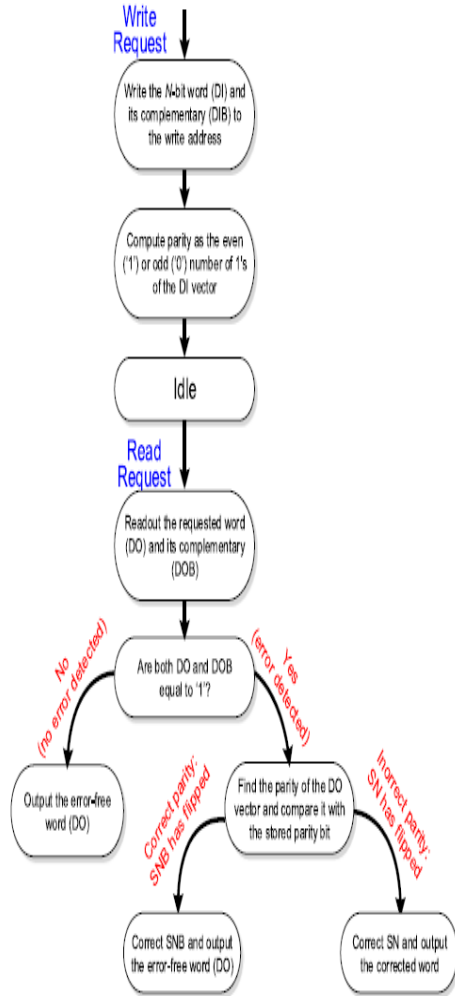 Write
Request
Write the N-bit word (DI) and
its complementary (DIB) to
the write address
Compute parity as the even
('1') or odd ('0') number of 1's
of the DI vector
Idle
Read
Request
Readout the requested word
(DO) and its complementary
(DOB)
Are both DO and DOB
equal to '1'?
No
(no error detected)
Yes
(error detected)
Output the error-free
word (DO)
Find the parity of the DO
vector and compare it with
the stored parity bit
Correct parity:
SNB has flipped
Incorrect parity:
SN has flipped
Correct SNB and output
the error-free word (DO)
Correct SN and output
the corrected word